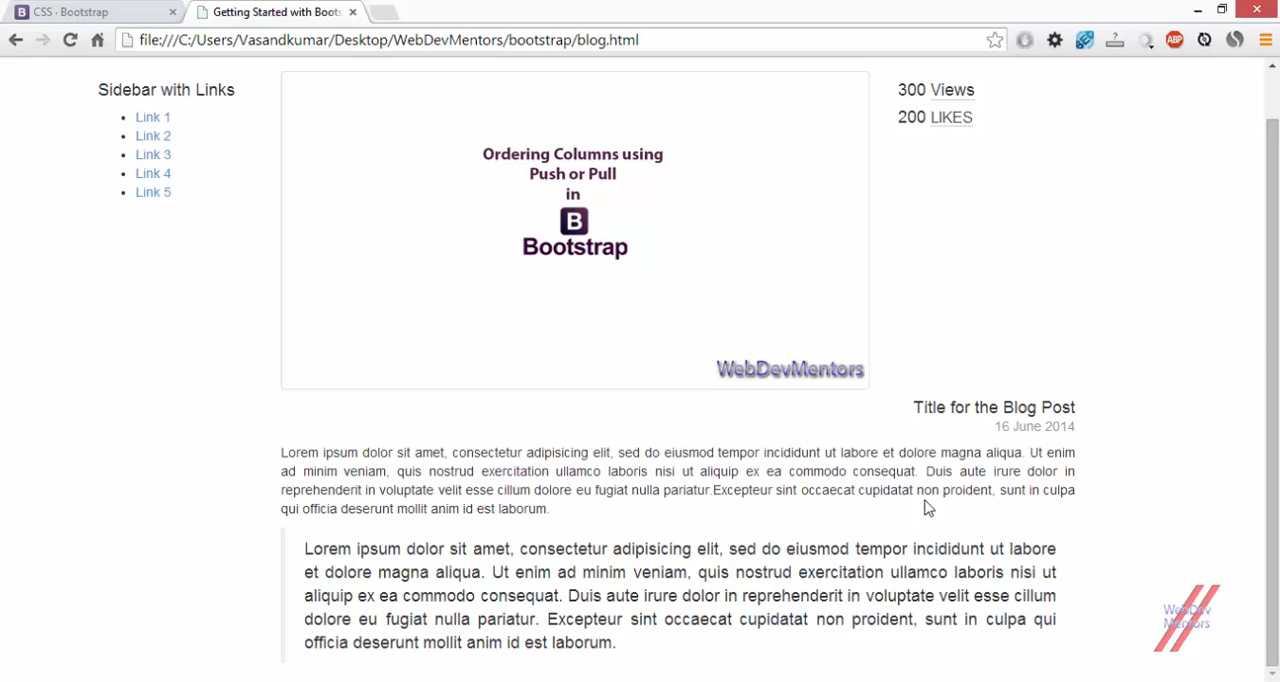 CSS · Bootstrap
Getting Started with Boots
file:///C:/Users/Vasandkumar/Desktop/WebDevMentors/bootstrap/blog.html
ABP
Sidebar with Links
Link 1
Link 2
Link 3
Link 4
Link 5
Ordering Columns using
Push or Pull
in
B
Bootstrap
WebDevMentors
300 Views
200 LIKES
Title for the Blog Post
16 June 2014
Lorem ipsum dolor sit amet, consectetur adipisicing elit, sed do eiusmod tempor incididunt ut labore et dolore magna aliqua. Ut enim
ad minim veniam, quis nostrud exercitation ullamco laboris nisi ut aliquip ex ea commodo consequat. Duis aute irure dolor in
reprehenderit in voluptate velit esse cillum dolore eu fugiat nulla pariatur.Excepteur sint occaecat cupidatat non proident, sunt in culpa
qui officia deserunt mollit anim id est laborum.
Lorem ipsum dolor sit amet, consectetur adipisicing elit, sed do eiusmod tempor incididunt ut labore
et dolore magna aliqua. Ut enim ad minim veniam, quis nostrud exercitation ullamco laboris nisi ut
aliquip ex ea commodo consequat. Duis aute irure dolor in reprehenderit in voluptate velit esse cillum
dolore eu fugiat nulla pariatur. Excepteur sint occaecat cupidatat non proident, sunt in culpa qui
officia deserunt mollit anim id est laborum.
WebDev
Mentors